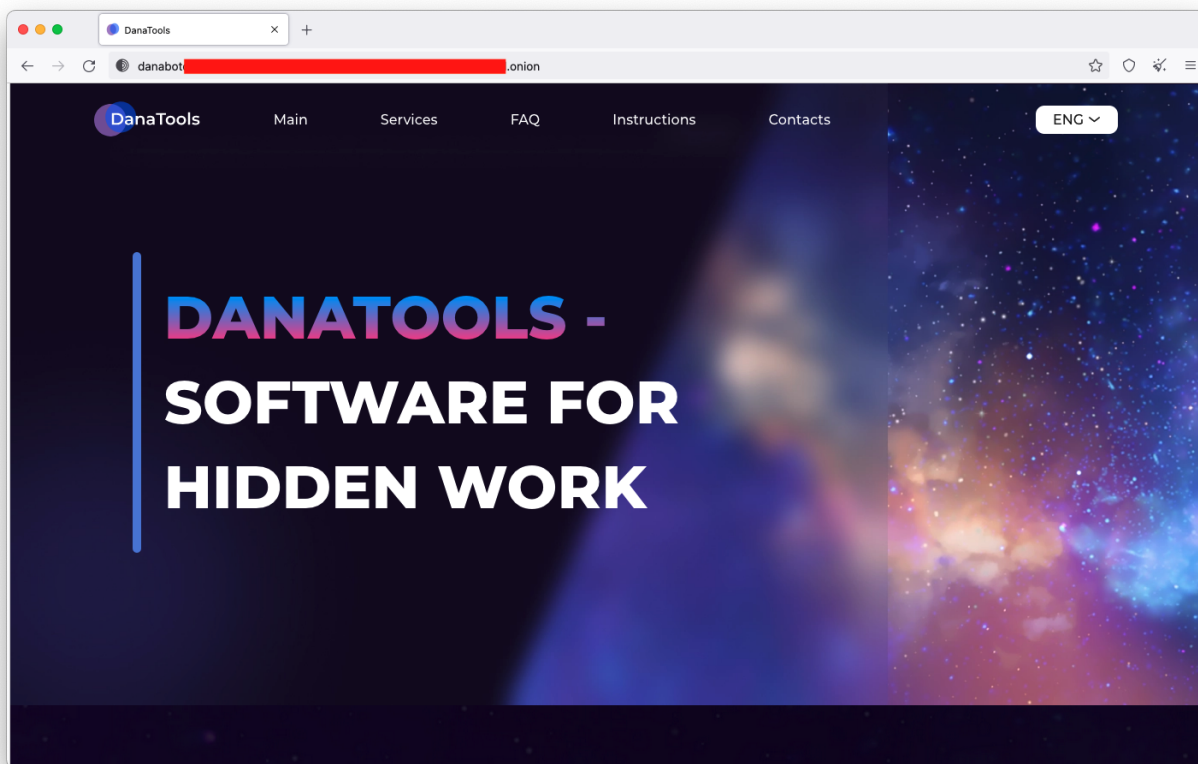 DanaTools
danabot
.onion
DanaTools Main Services FAQ Instructions Contacts ENG
DANATOOLS -
SOFTWARE FOR
HIDDEN WORK